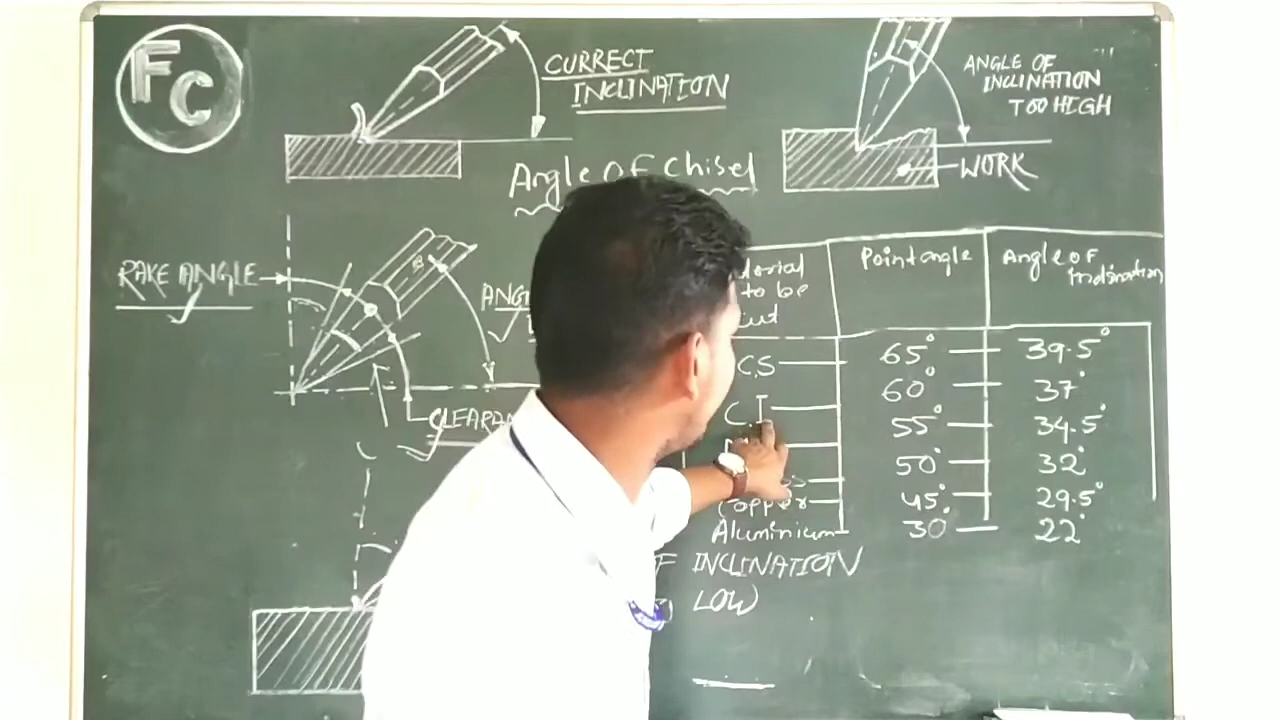 FC
CURRECT
INCLINATION
ANGLE OF
INCLINATION
TOO HIGH
WORK
Angle Of Chisel
RAKE ANGLE
to be
Point angle
Angle of
Inclination
C.S 65° 39.5°
C.I 60° 37°
55° 34.5°
50° 32°
Copper 45° 29.5°
Aluminium 30° 22°
INCLINATION
LOW)